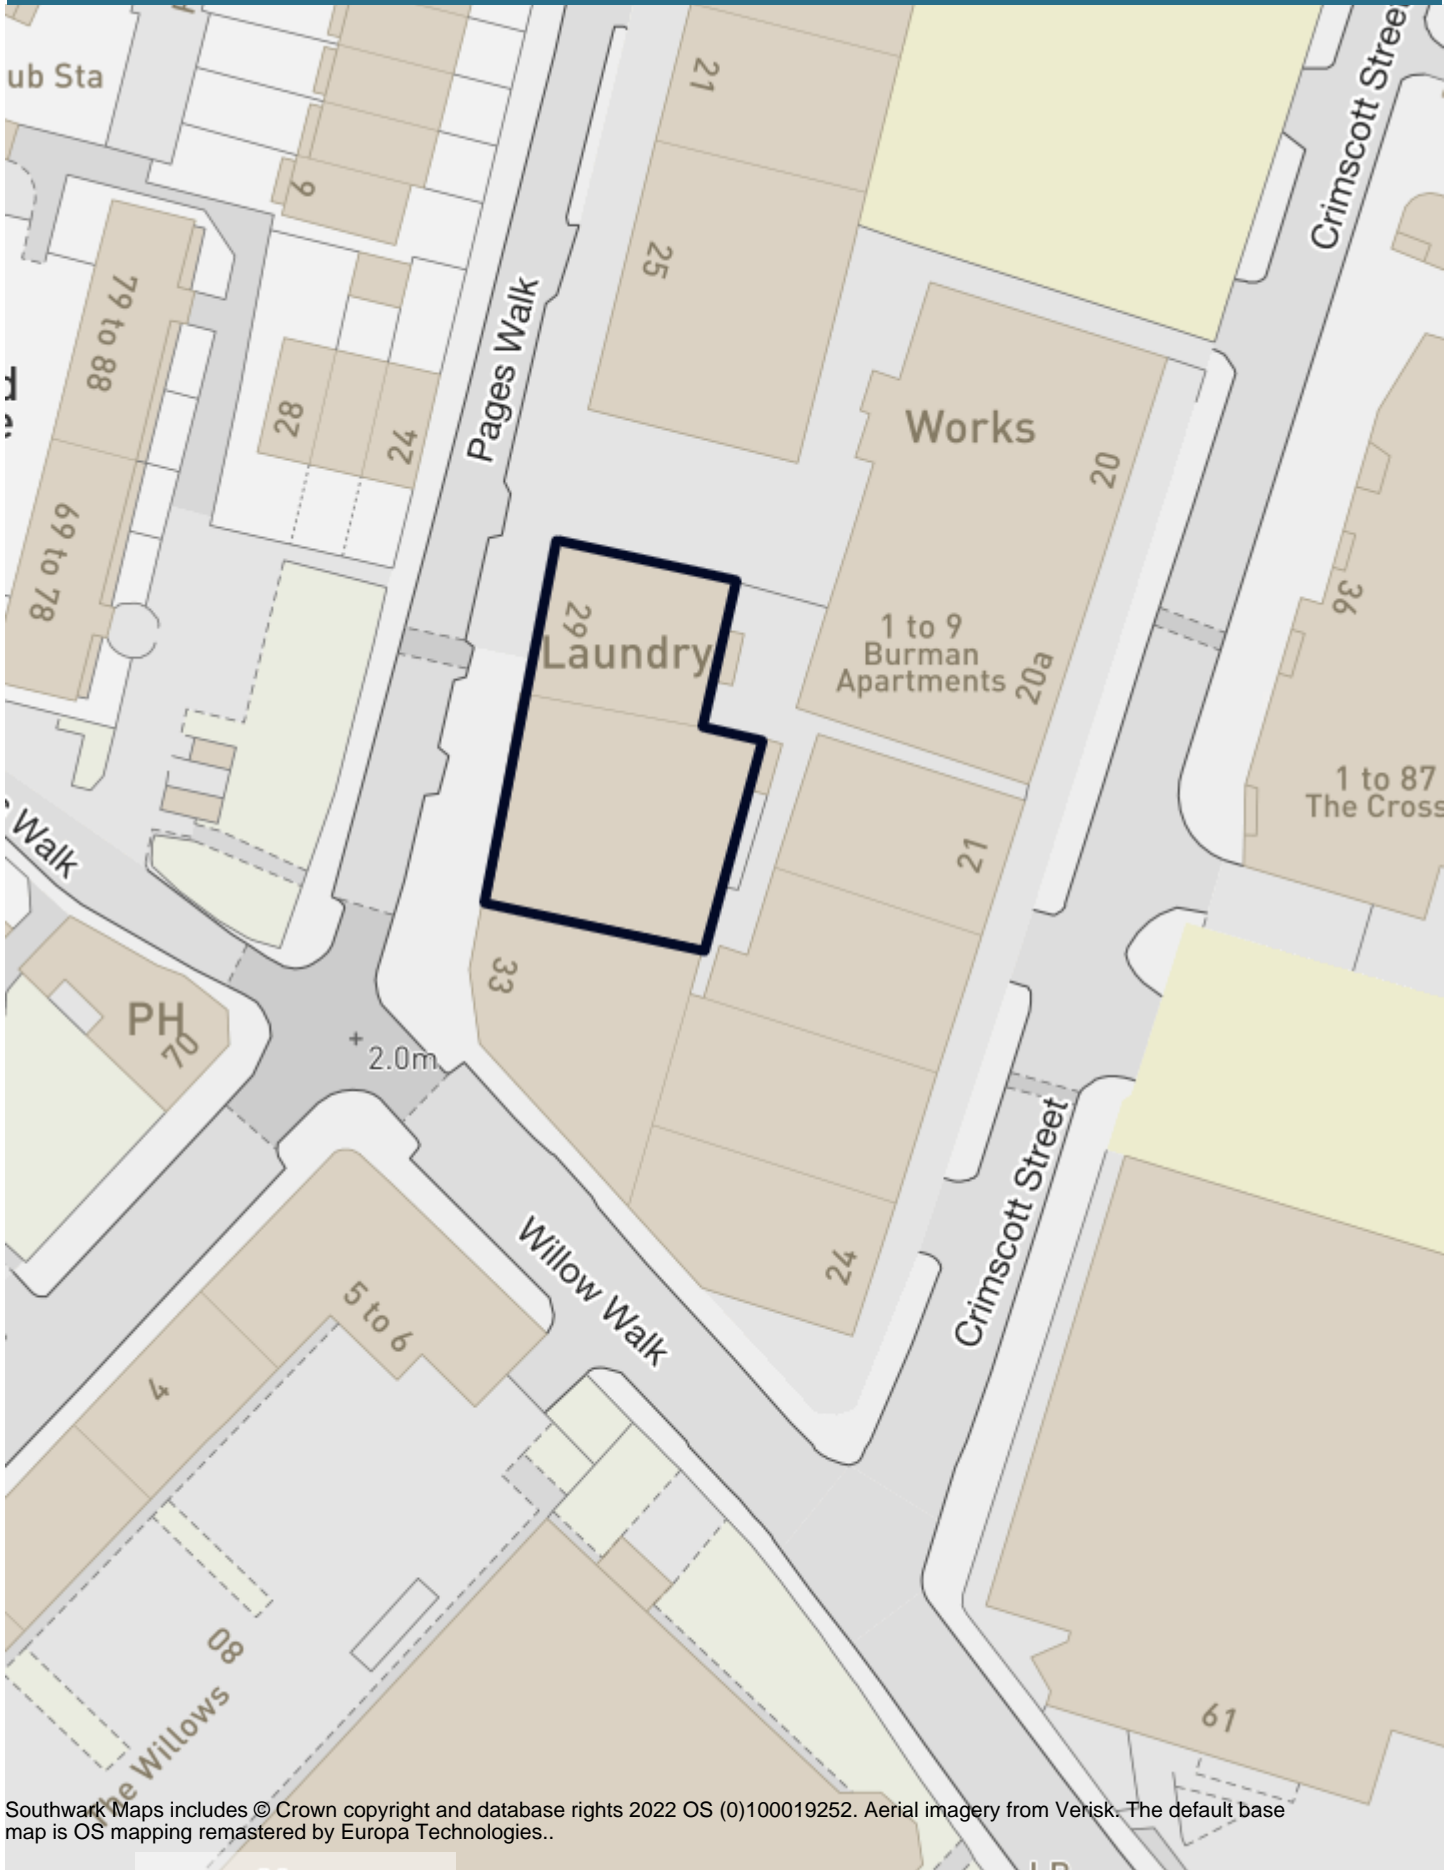 ub Sta
21
Crimscott Street
9
25
79 to 88
Pages Walk
28
24
Works
20
69 to 78
36
29
Laundry
1 to 9
Burman
Apartments
20a
1 to 87
The Cross
Walk
21
33
PH
70
2.0m
Crimscott Street
Willow Walk
24
5 to 6
4
80
The Willows
61
Southwark Maps includes © Crown copyright and database rights 2022 OS (0)100019252. Aerial imagery from Verisk. The default base
map is OS mapping remastered by Europa Technologies..